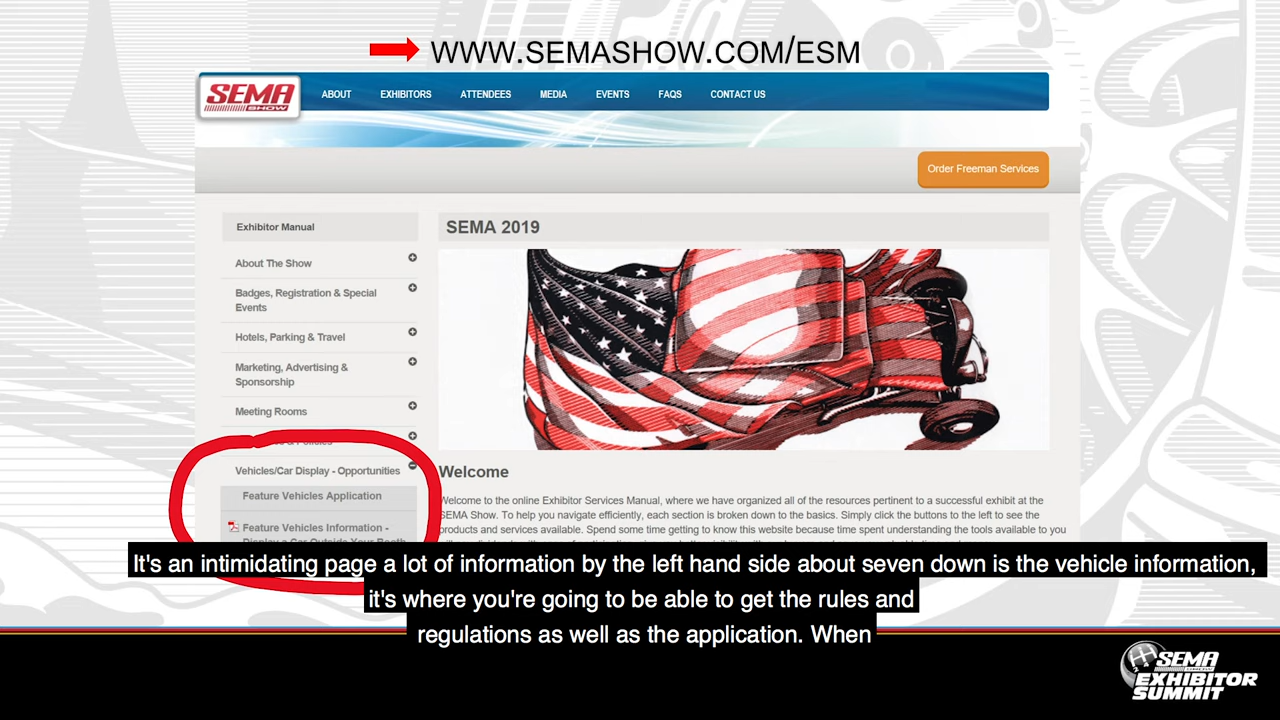 WWW.SEMASHOW.COM/ESM
SEMA
SHOW
ABOUT EXHIBITORS ATTENDEES MEDIA EVENTS FAQS CONTACT US
Order Freeman Services
Exhibitor Manual
SEMA 2019
About The Show
Badges, Registration & Special
Events
Hotels, Parking & Travel
Marketing, Advertising &
Sponsorship
Meeting Rooms
& Policies
Vehicles/Car Display - Opportunities
Feature Vehicles Application
Feature Vehicles Information -
Display a Car Outside Your Booth
Welcome
Welcome to the online Exhibitor Services Manual, where we have organized all of the resources pertinent to a successful exhibit at the
SEMA Show. To help you navigate efficiently, each section is broken down to the basics. Simply click the buttons to the left to see the
products and services available. Spend some time getting to know this website because time spent understanding the tools available to you
It's an intimidating page a lot of information by the left hand side about seven down is the vehicle information,
it's where you're going to be able to get the rules and
regulations as well as the application. When
SEMA
EXHIBITOR
SUMMIT